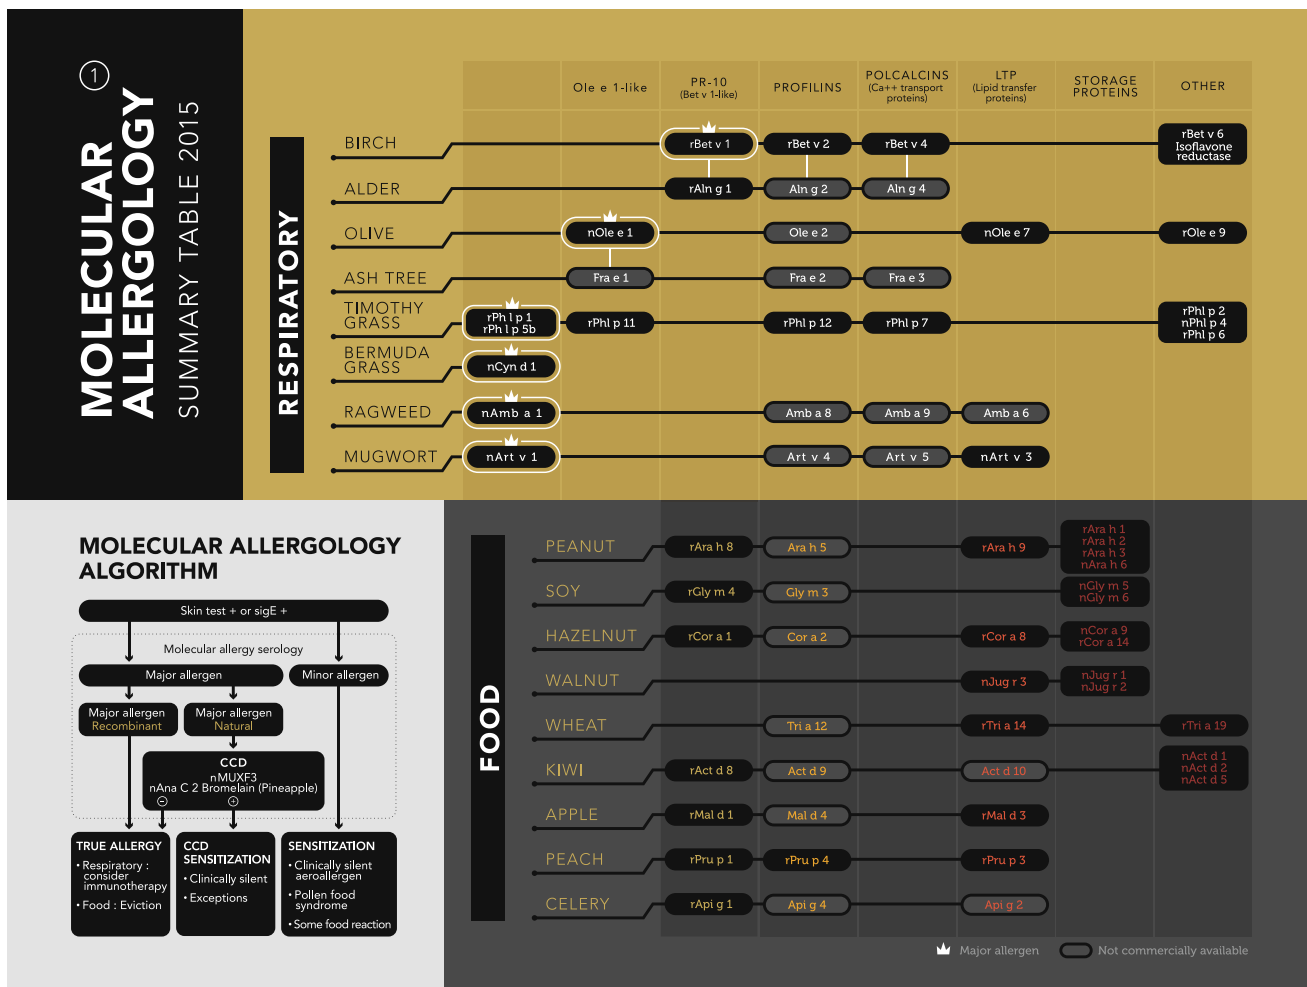 1
MOLECULAR
ALLERGOLOGY
SUMMARY TABLE 2015
Ole e 1-like
PR-10
(Bet v 1-like)
PROFILINS
POLCALCINS
(Ca++ transport
proteins)
LTP
(Lipid transfer
proteins)
STORAGE
PROTEINS
OTHER
RESPIRATORY
BIRCH
rBet v 1
rBet v 2
rBet v 4
rBet v 6
Isoflavone
reductase
ALDER
rAln g 1
Aln g 2
Aln g 4
OLIVE
nOle e 1
Ole e 2
nOle e 7
rOle e 9
ASH TREE
Fra e 1
Fra e 2
Fra e 3
TIMOTHY
GRASS
rPh l p 1
rPh l p 5b
rPhl p 11
rPhl p 12
rPhl p 7
rPhl p 2
nPhl p 4
rPhl p 6
BERMUDA
GRASS
nCyn d 1
RAGWEED
nAmb a 1
Amb a 8
Amb a 9
Amb a 6
MUGWORT
nArt v 1
Art v 4
Art v 5
nArt v 3
MOLECULAR ALLERGOLOGY
ALGORITHM
Skin test + or sigE +
Molecular allergy serology
Major allergen
Minor allergen
Major allergen
Recombinant
Major allergen
Natural
CCD
nMUXF3
nAna C 2 Bromelain (Pineapple)
−
+
TRUE ALLERGY
• Respiratory :
consider
immunotherapy
• Food : Eviction
CCD
SENSITIZATION
• Clinically silent
• Exceptions
SENSITIZATION
• Clinically silent
aeroallergen
• Pollen food
syndrome
• Some food reaction
FOOD
PEANUT
rAra h 8
Ara h 5
rAra h 9
rAra h 1
rAra h 2
rAra h 3
nAra h 6
SOY
rGly m 4
Gly m 3
nGly m 5
nGly m 6
HAZELNUT
rCor a 1
Cor a 2
rCor a 8
nCor a 9
rCor a 14
WALNUT
nJug r 3
nJug r 1
nJug r 2
WHEAT
Tri a 12
rTri a 14
rTri a 19
KIWI
rAct d 8
Act d 9
Act d 10
nAct d 1
nAct d 2
nAct d 5
APPLE
rMal d 1
Mal d 4
rMal d 3
PEACH
rPru p 1
rPru p 4
rPru p 3
CELERY
rApi g 1
Api g 4
Api g 2
Major allergen
Not commercially available